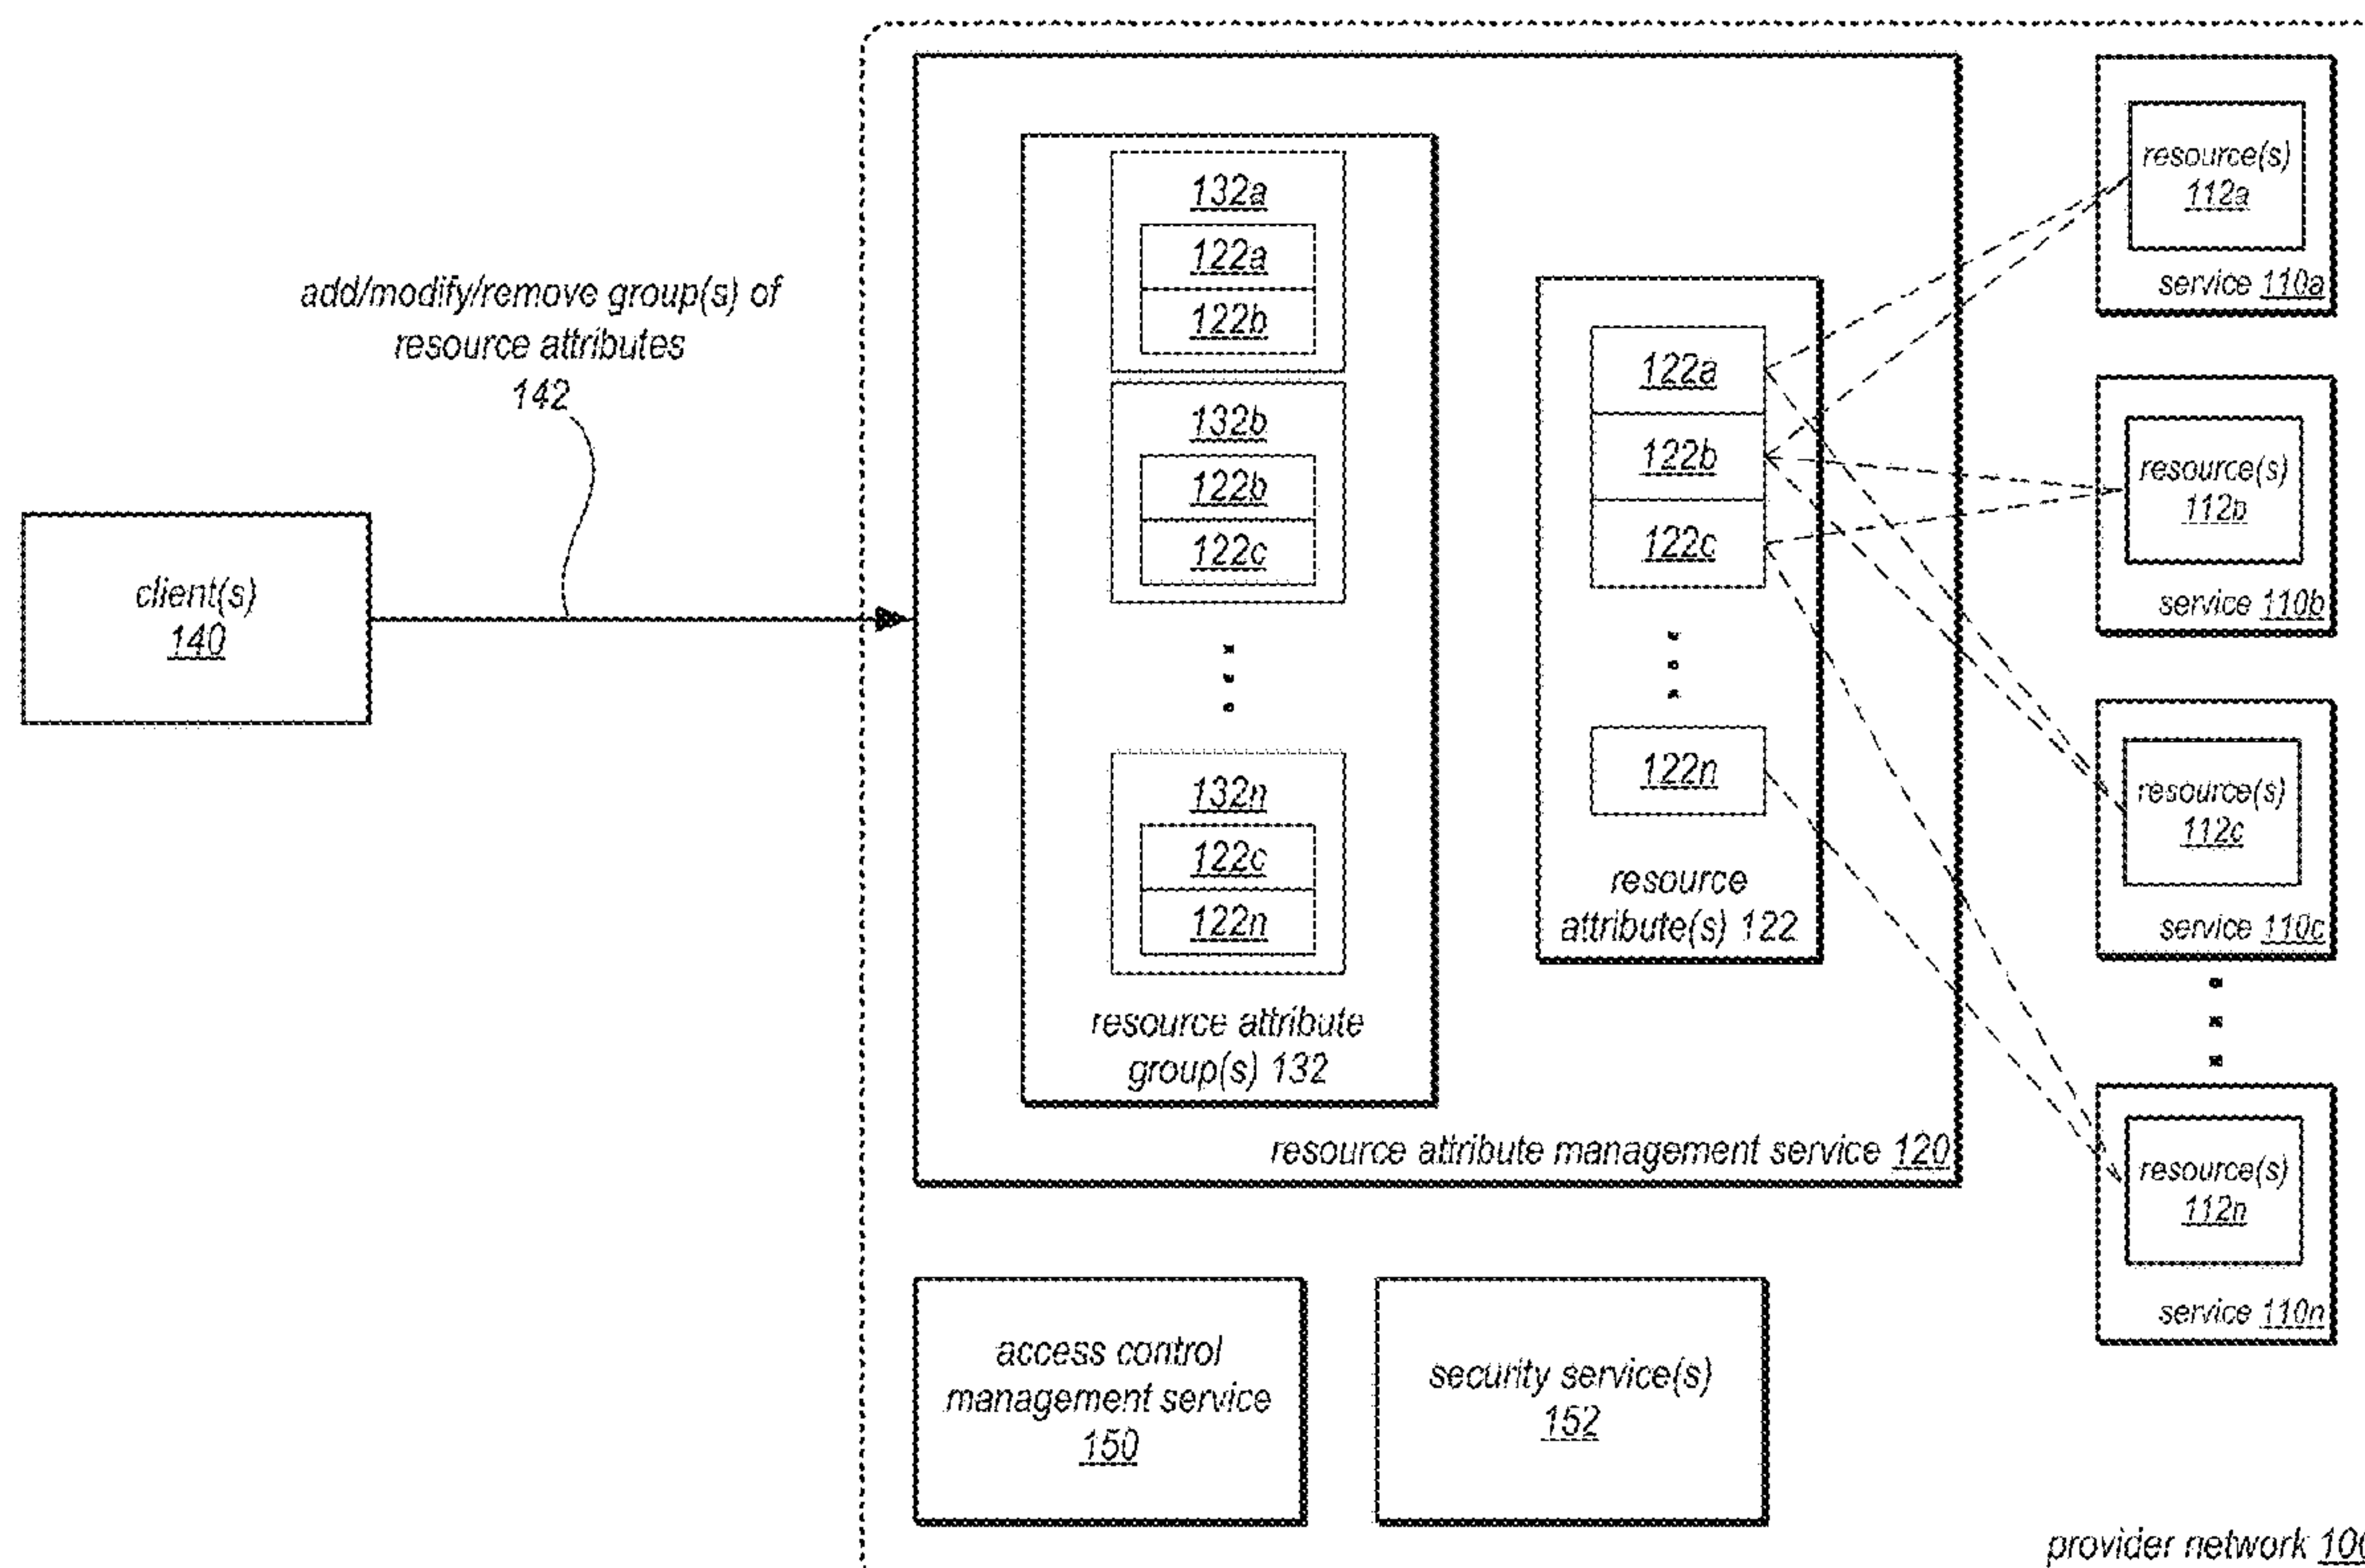 add/modify/remove group(s) of
resource attributes
142
client(s)
140
132a
122a
122b
132b
122b
122c
132n
122c
122n
resource attribute
group(s) 132
122a
122b
122c
122n
resource
attribute(s) 122
resource attribute management service 120
resource(s)
112a
service 110a
resource(s)
112b
service 110b
resource(s)
112c
service 110c
resource(s)
112n
service 110n
access control
management service
150
security service(s)
152
provider network